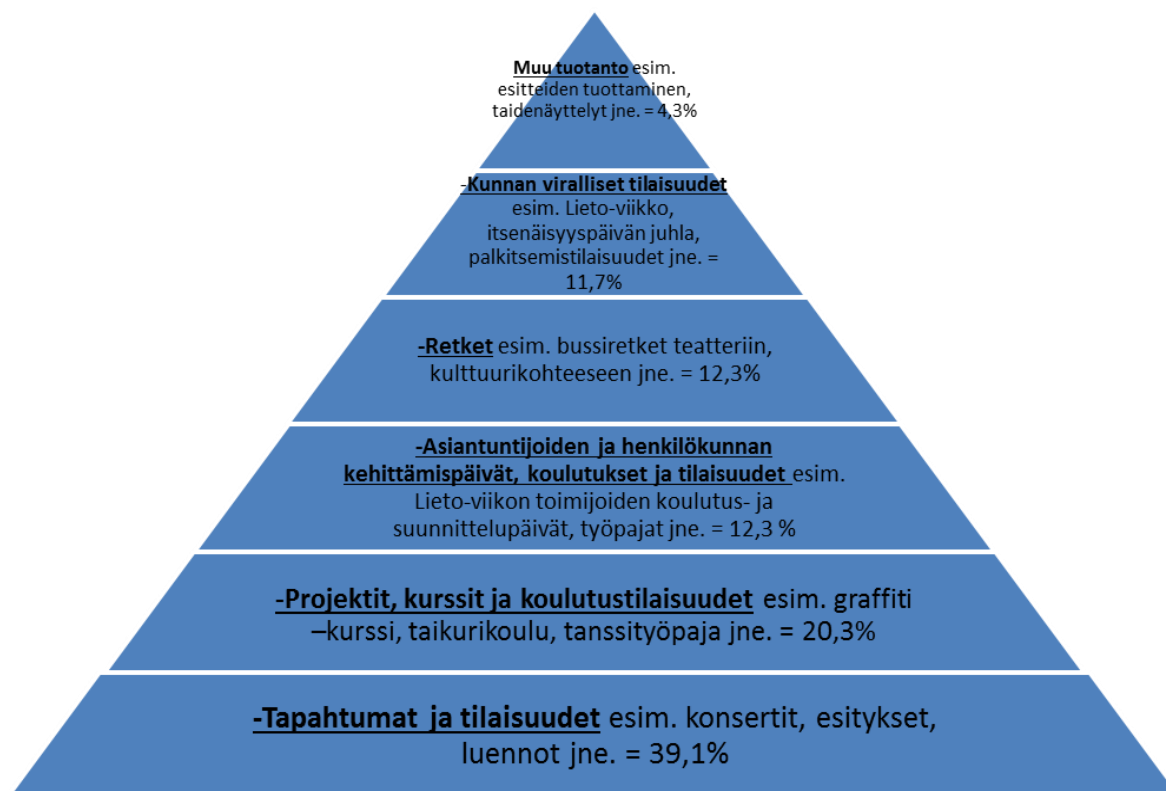 Muu tuotanto esim.
esitteiden tuottaminen,
taidenäyttelyt jne. = 4,3%
-Kunnan viralliset tilaisuudet
esim. Lieto-viikko,
itsenäisyyspäivän juhla,
palkitsemistilaisuudet jne. =
11,7%
-Retket esim. bussiretket teatteriin,
kulttuurikohteeseen jne. = 12,3%
-Asiantuntijoiden ja henkilökunnan
kehittämispäivät, koulutukset ja tilaisuudet esim.
Lieto-viikon toimijoiden koulutus- ja
suunnittelupäivät, työpajat jne. = 12,3 %
-Projektit, kurssit ja koulutustilaisuudet esim. graffiti
–kurssi, taikurikoulu, tanssityöpaja jne. = 20,3%
-Tapahtumat ja tilaisuudet esim. konsertit, esitykset,
luennot jne. = 39,1%